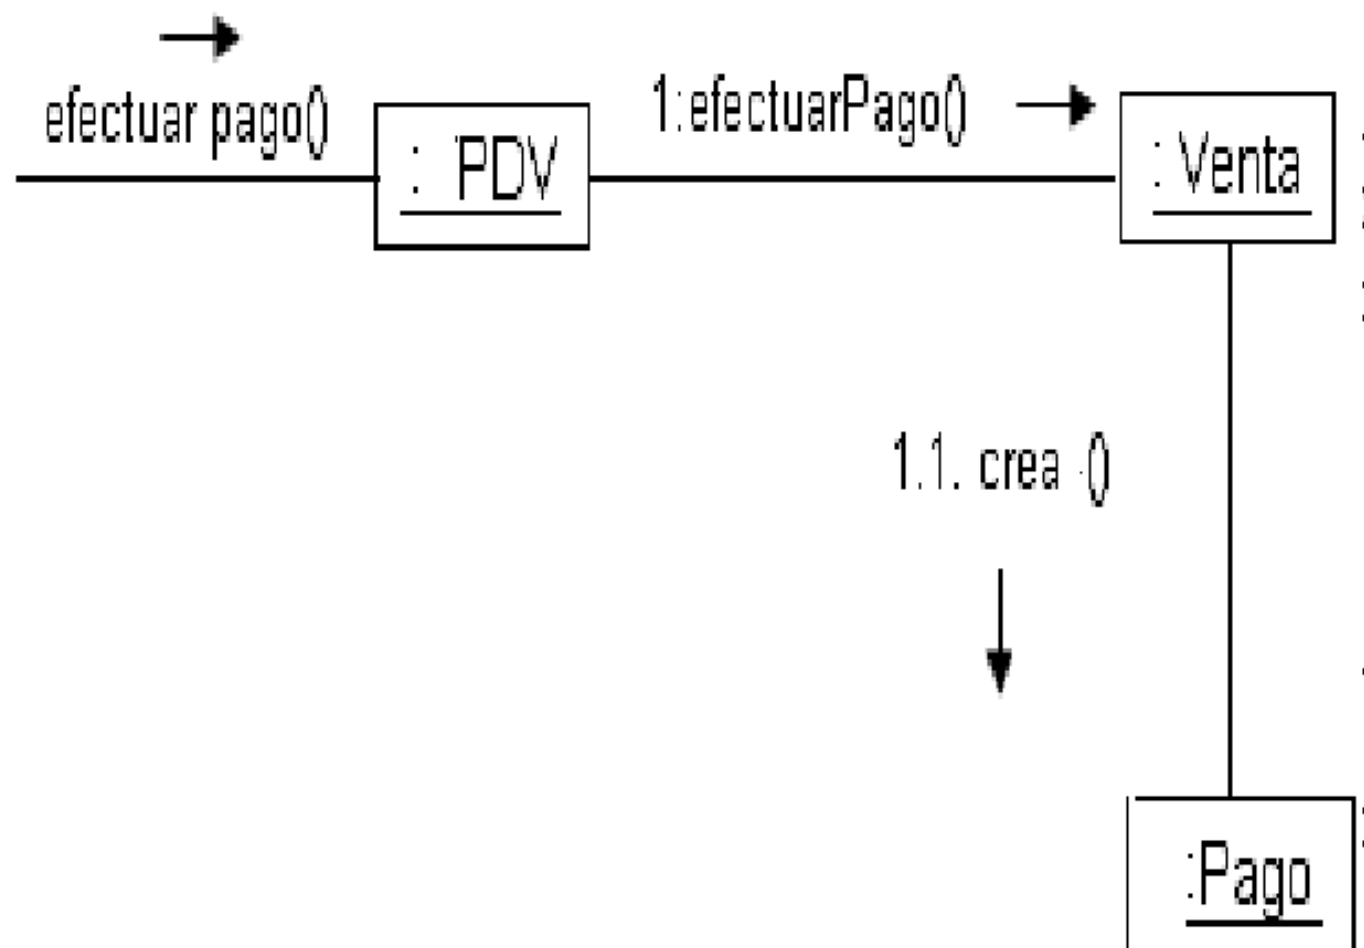 efectuar pago()
: PDV
1:efectuarPago()
: Venta
1.1. crea ()
:Pago